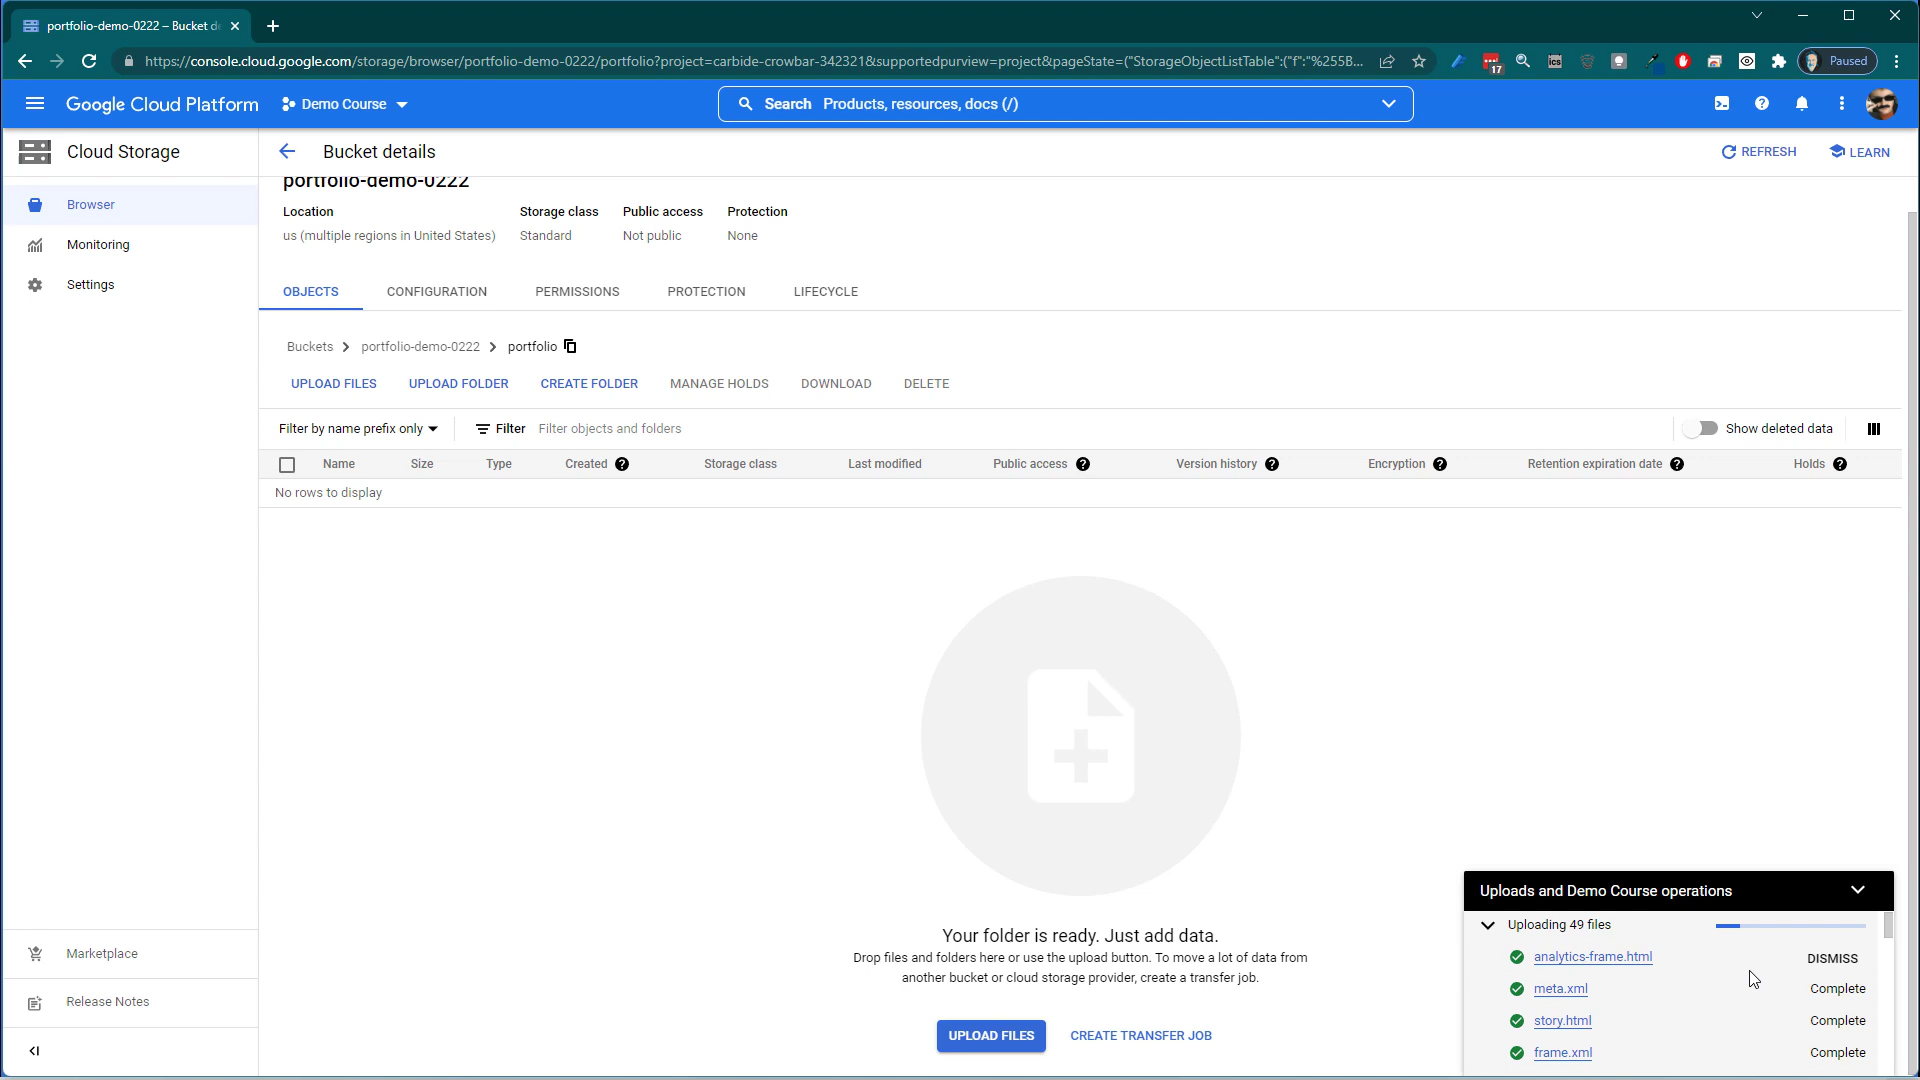 portfolio-demo-0222 – Bucket de
https://console.cloud.google.com/storage/browser/portfolio-demo-0222/portfolio?project=carbide-crowbar-342321&supportedpurview=project&pageState=("StorageObjectListTable":("f":"%255B...
17
ics
Paused
Google Cloud Platform
Demo Course
Search Products, resources, docs (/)
Cloud Storage
Bucket details
REFRESH
LEARN
Browser
Monitoring
Settings
portfolio-demo-0222
Location Storage class Public access Protection
us (multiple regions in United States) Standard Not public None
OBJECTS CONFIGURATION PERMISSIONS PROTECTION LIFECYCLE
Buckets > portfolio-demo-0222 > portfolio
UPLOAD FILES UPLOAD FOLDER CREATE FOLDER MANAGE HOLDS DOWNLOAD DELETE
Filter by name prefix only Filter Filter objects and folders Show deleted data
Name Size Type Created Storage class Last modified Public access Version history Encryption Retention expiration date Holds
No rows to display
Your folder is ready. Just add data.
Drop files and folders here or use the upload button. To move a lot of data from
another bucket or cloud storage provider, create a transfer job.
UPLOAD FILES CREATE TRANSFER JOB
Marketplace
Release Notes
Uploads and Demo Course operations
Uploading 49 files
analytics-frame.html DISMISS
meta.xml Complete
story.html Complete
frame.xml Complete